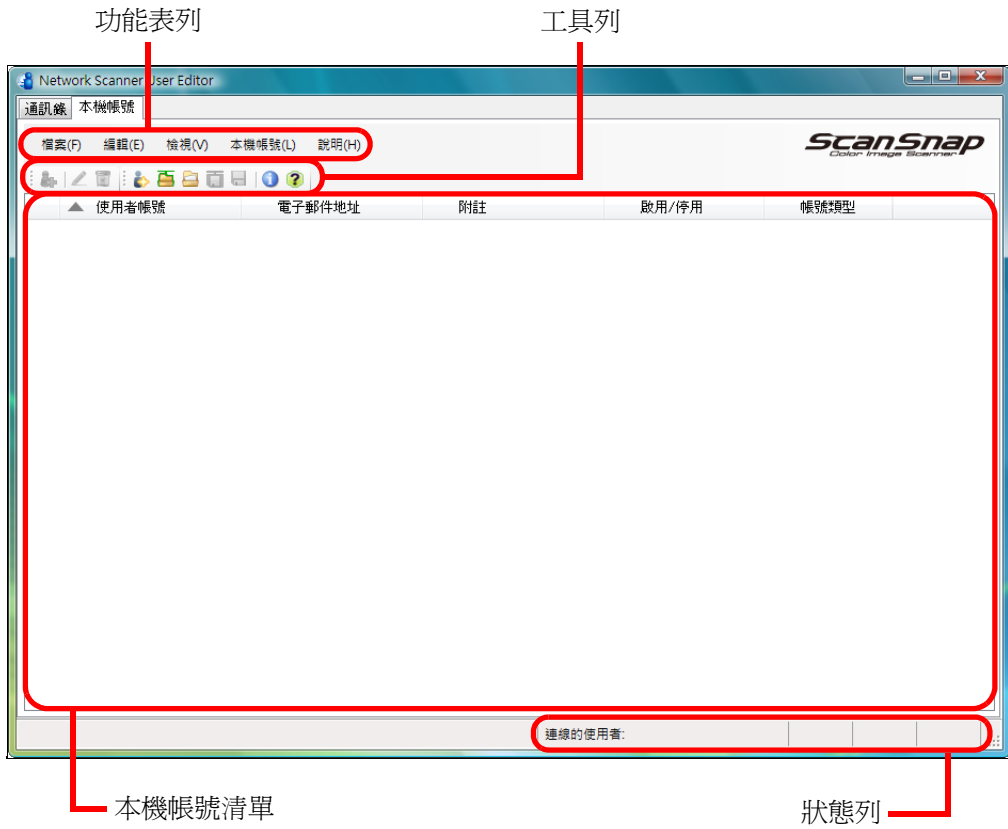 功能表列 工具列
Network Scanner User Editor
通訊錄 本機帳號
檔案(F) 編輯(E) 檢視(V) 本機帳號(L) 說明(H)
ScanSnap
Color Image Scanner
使用者帳號 電子郵件地址 附註 啟用/停用 帳號類型
連線的使用者:
本機帳號清單 狀態列